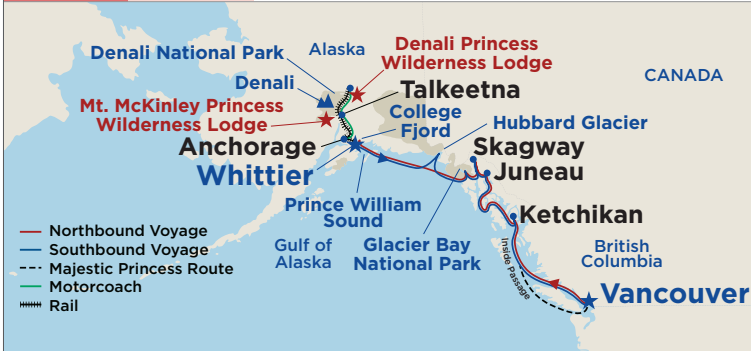 Denali National Park
Alaska
Denali Princess
Wilderness Lodge
CANADA
Denali
Talkeetna
Mt. McKinley Princess
Wilderness Lodge
College
Fjord
Hubbard Glacier
Anchorage
Skagway
Whittier
Juneau
Prince William
Sound
Ketchikan
Northbound Voyage
Southbound Voyage
Majestic Princess Route
Motorcoach
Rail
Gulf of
Alaska
Glacier Bay
National Park
Inside Passage
British
Columbia
Vancouver